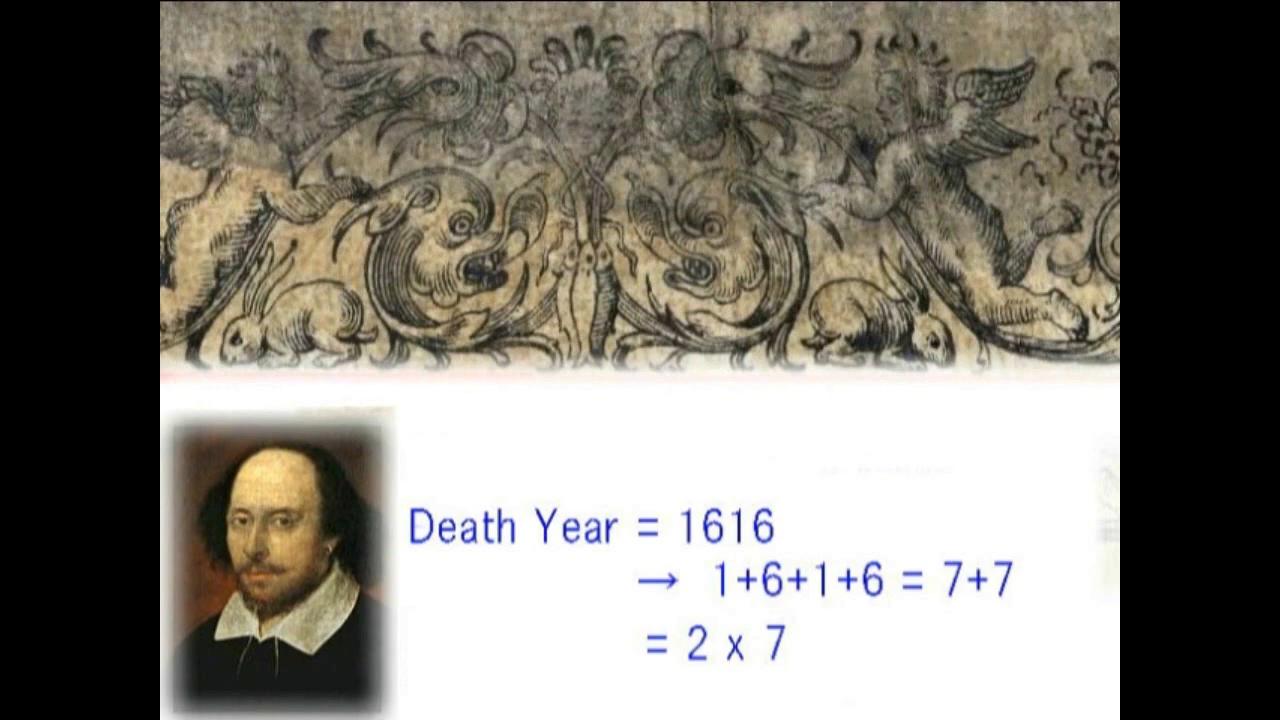 Death Year = 1616
→ 1+6+1+6 = 7+7
= 2 x 7